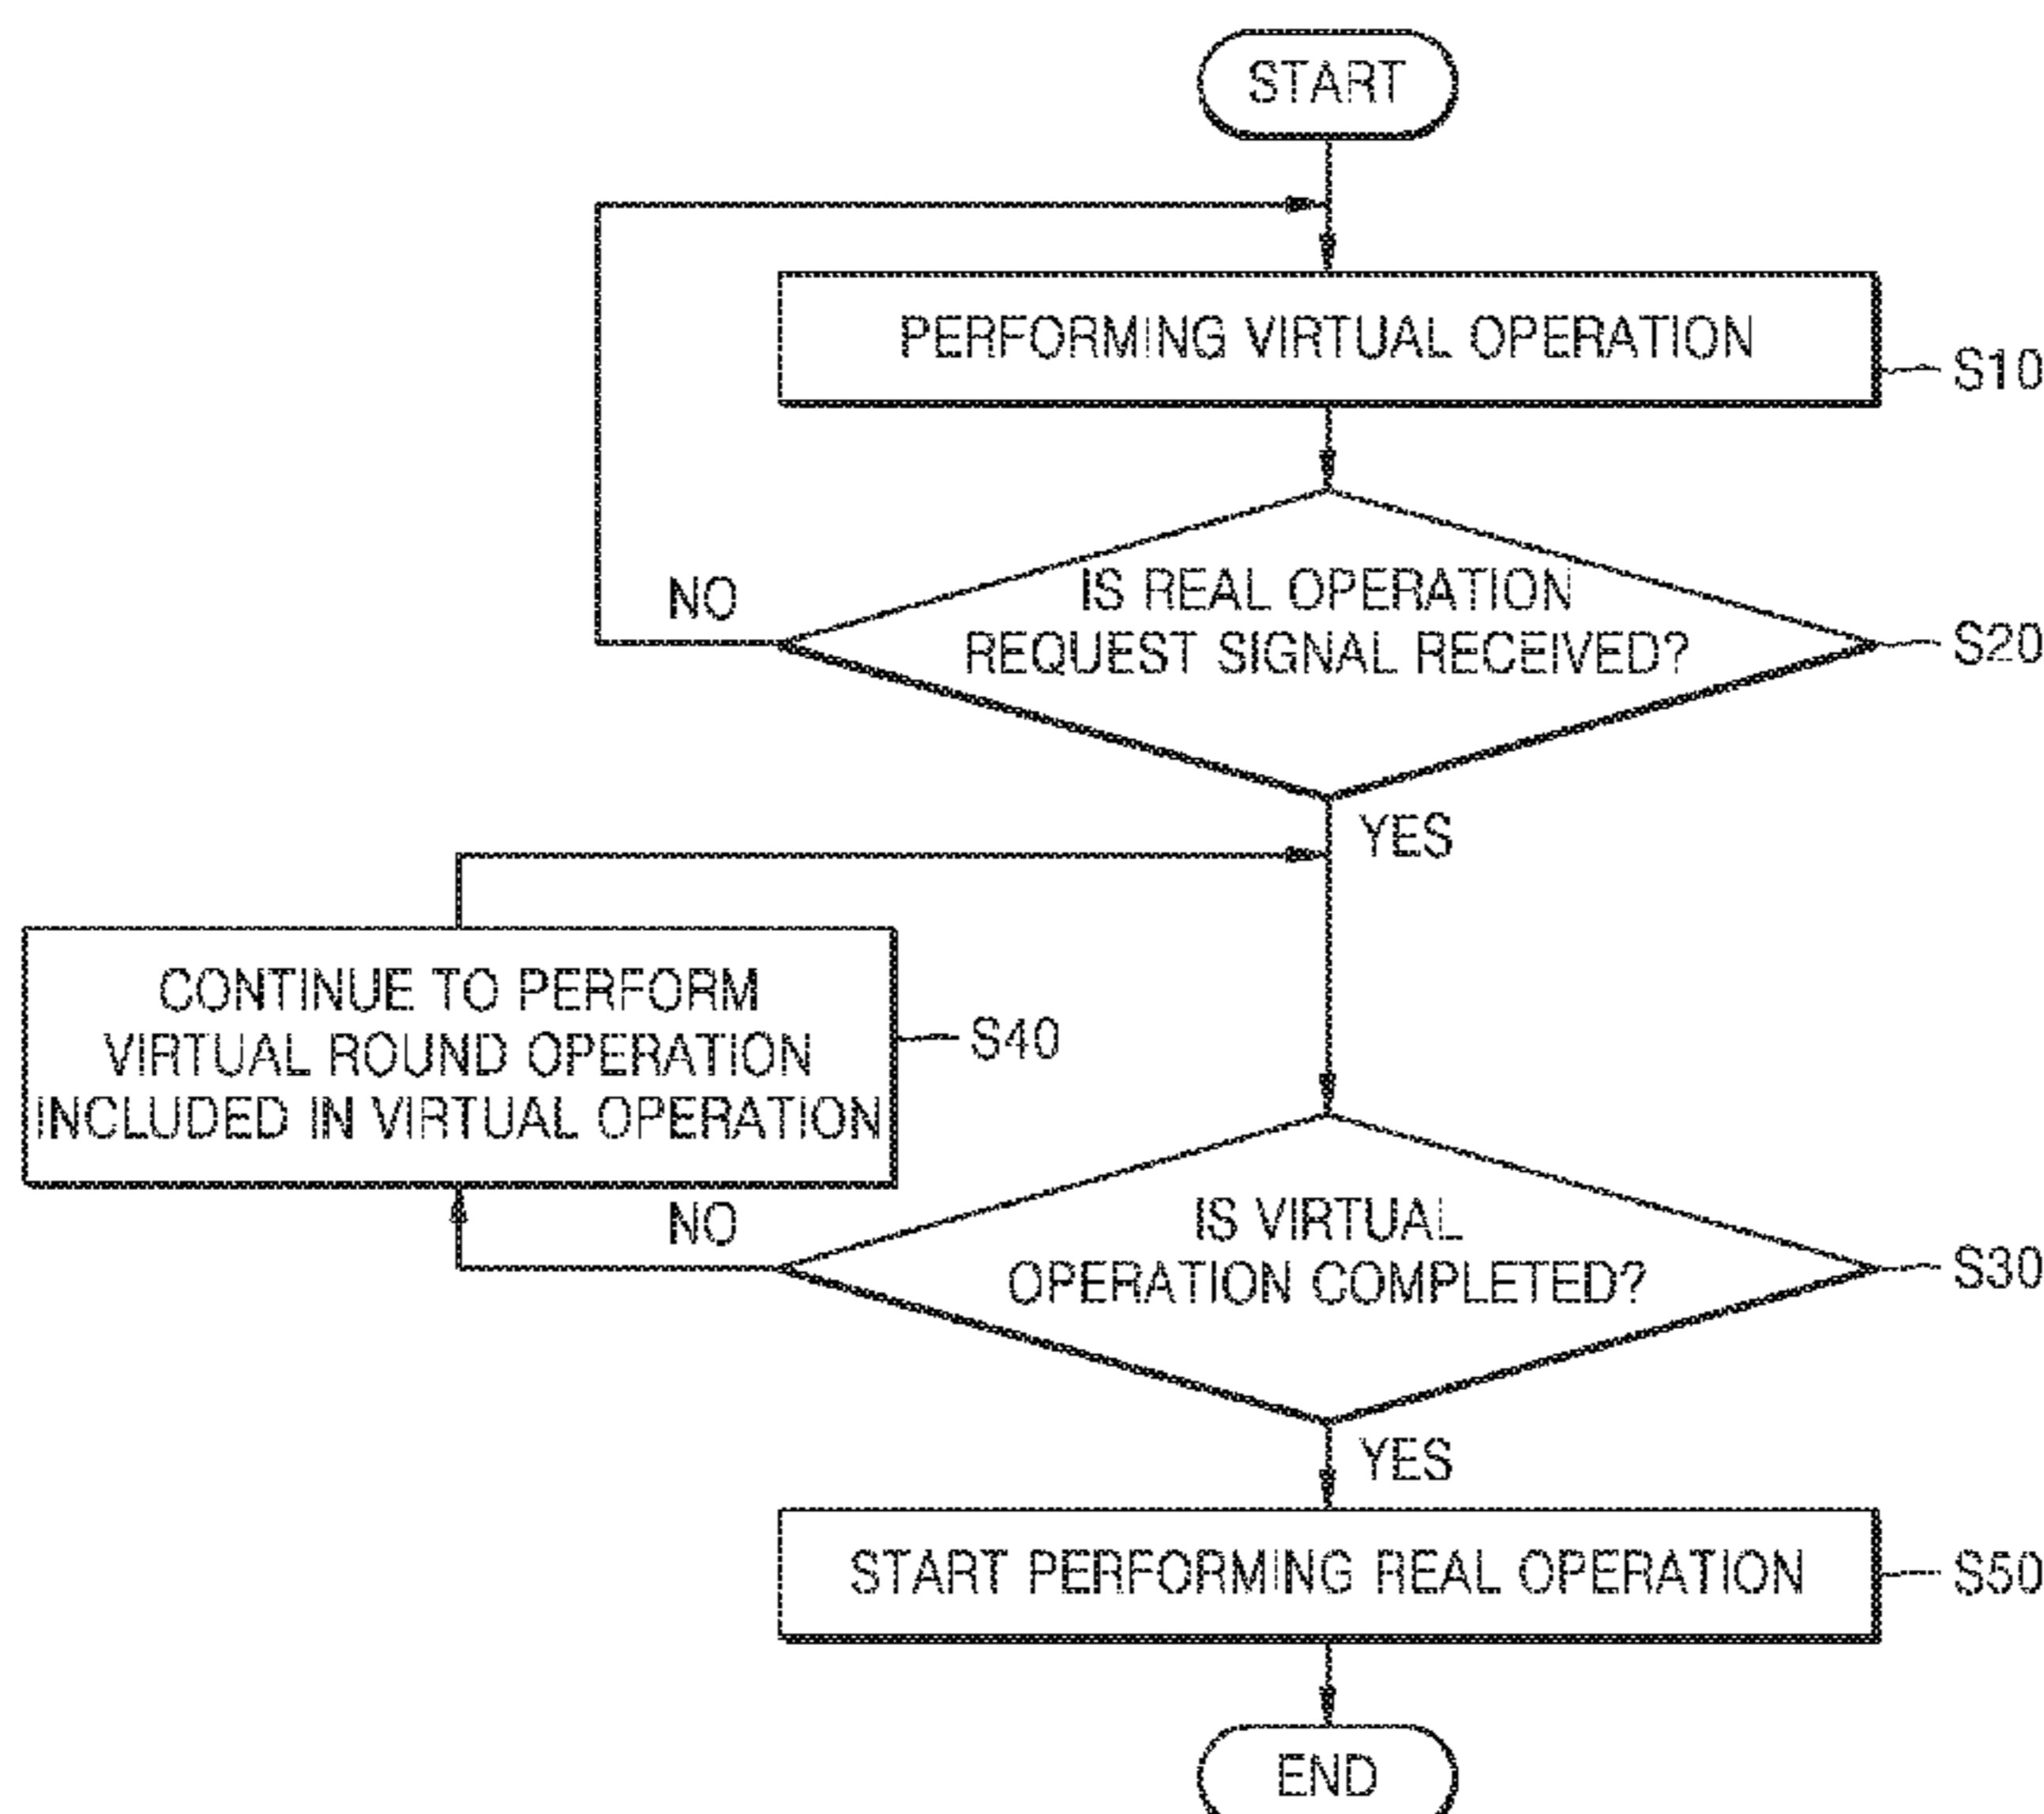 START
PERFORMING VIRTUAL OPERATION
S10
IS REAL OPERATION
REQUEST SIGNAL RECEIVED?
S20
NO
YES
CONTINUE TO PERFORM
VIRTUAL ROUND OPERATION
INCLUDED IN VIRTUAL OPERATION
S40
NO
IS VIRTUAL
OPERATION COMPLETED?
S30
YES
START PERFORMING REAL OPERATION
S50
END